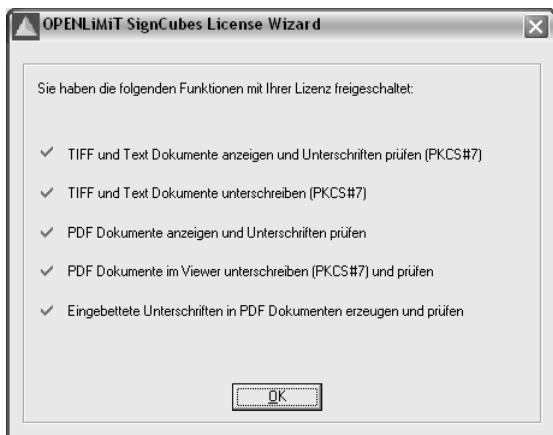 OPENLiMiT SignCubes License Wizard
Sie haben die folgenden Funktionen mit Ihrer Lizenz freigeschaltet:
TIFF und Text Dokumente anzeigen und Unterschriften prüfen (PKCS#7)
TIFF und Text Dokumente unterschreiben (PKCS#7)
PDF Dokumente anzeigen und Unterschriften prüfen
PDF Dokumente im Viewer unterschreiben (PKCS#7) und prüfen
Eingebettete Unterschriften in PDF Dokumenten erzeugen und prüfen
OK